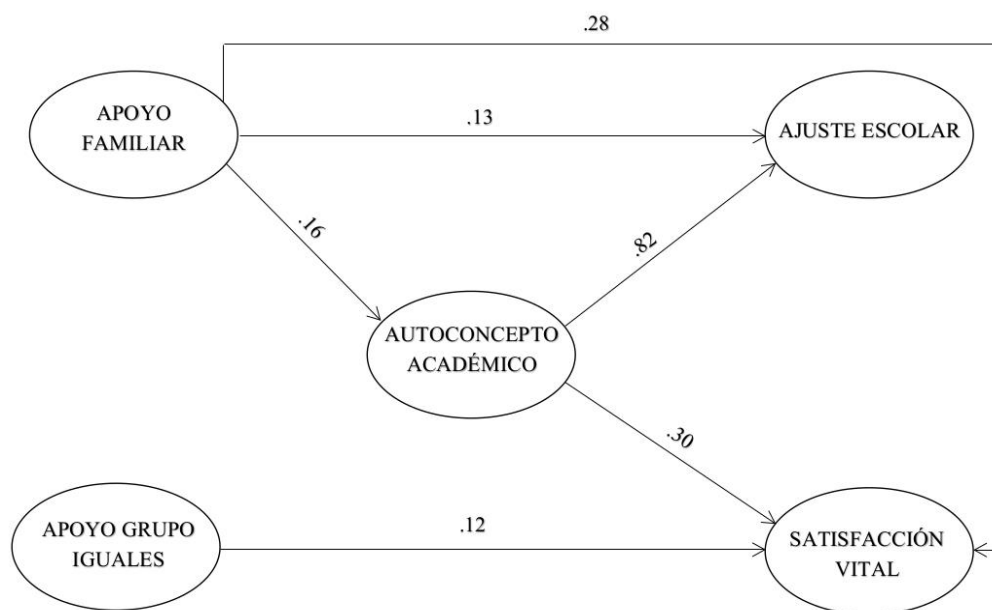 .28
APOYO
FAMILIAR
.13
AJUSTE ESCOLAR
.16
.82
AUTOCONCEPTO
ACADÉMICO
.30
APOYO GRUPO
IGUALES
.12
SATISFACCIÓN
VITAL